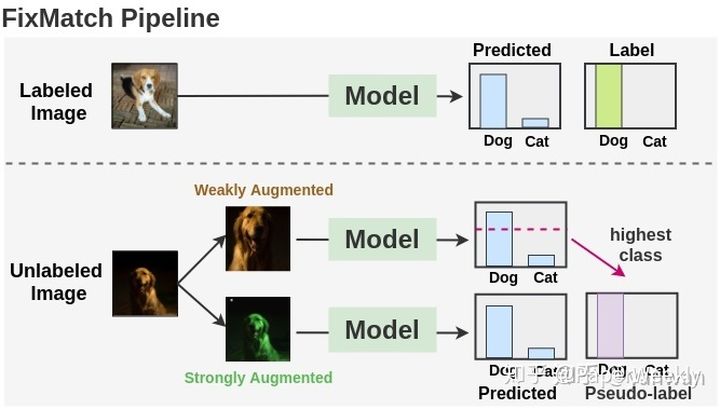 FixMatch Pipeline
Labeled
Image
Model
Predicted
Dog Cat
Label
Dog Cat
Unlabeled
Image
Weakly Augmented
Model
Dog Cat
highest
class
Strongly Augmented
Model
Dog Cat
Predicted
Dog Cat
Pseudo-label
知乎